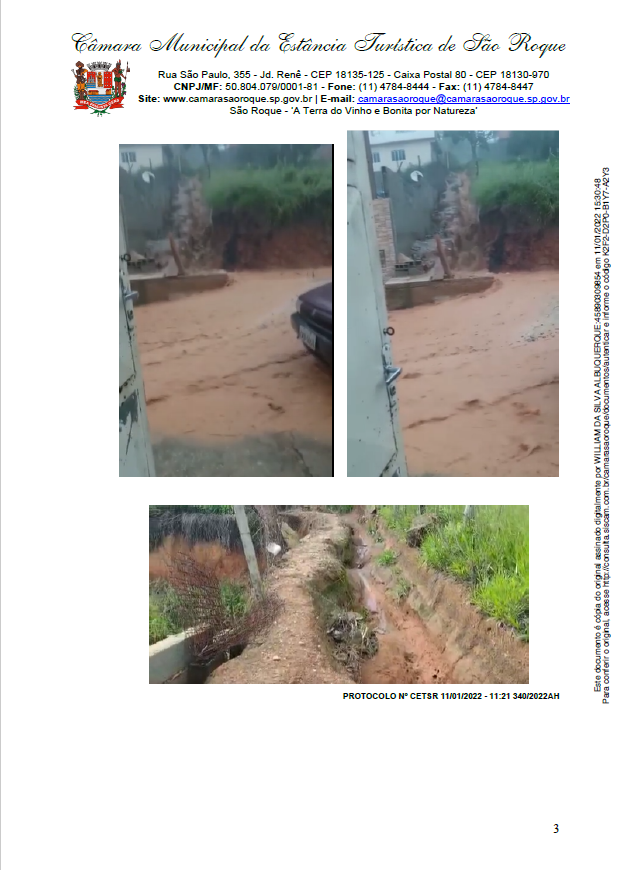 Câmara Municipal da Estância Turística de São Roque
Rua São Paulo, 355 - Jd. Renê - CEP 18135-125 - Caixa Postal 80 - CEP 18130-970
CNPJ/MF: 50.804.079/0001-81 - Fone: (11) 4784-8444 - Fax: (11) 4784-8447
Site: www.camarasaoroque.sp.gov.br | E-mail: camarasaoroque@camarasaoroque.sp.gov.br
São Roque - 'A Terra do Vinho e Bonita por Natureza'
PROTOCOLO Nº CETSR 11/01/2022 - 11:21 340/2022AH
3
Este documento é cópia do original assinado digitalmente por WILLIAM DA SILVA ALBUQUERQUE:45890309854 em 11/01/2022 15:30:48
Para conferir o original, acesse http://consulta.siscam.com.br/camarasaoroque/documentos/autenticar e informe o código K2F2-D2P0-B1Y7-A2Y3